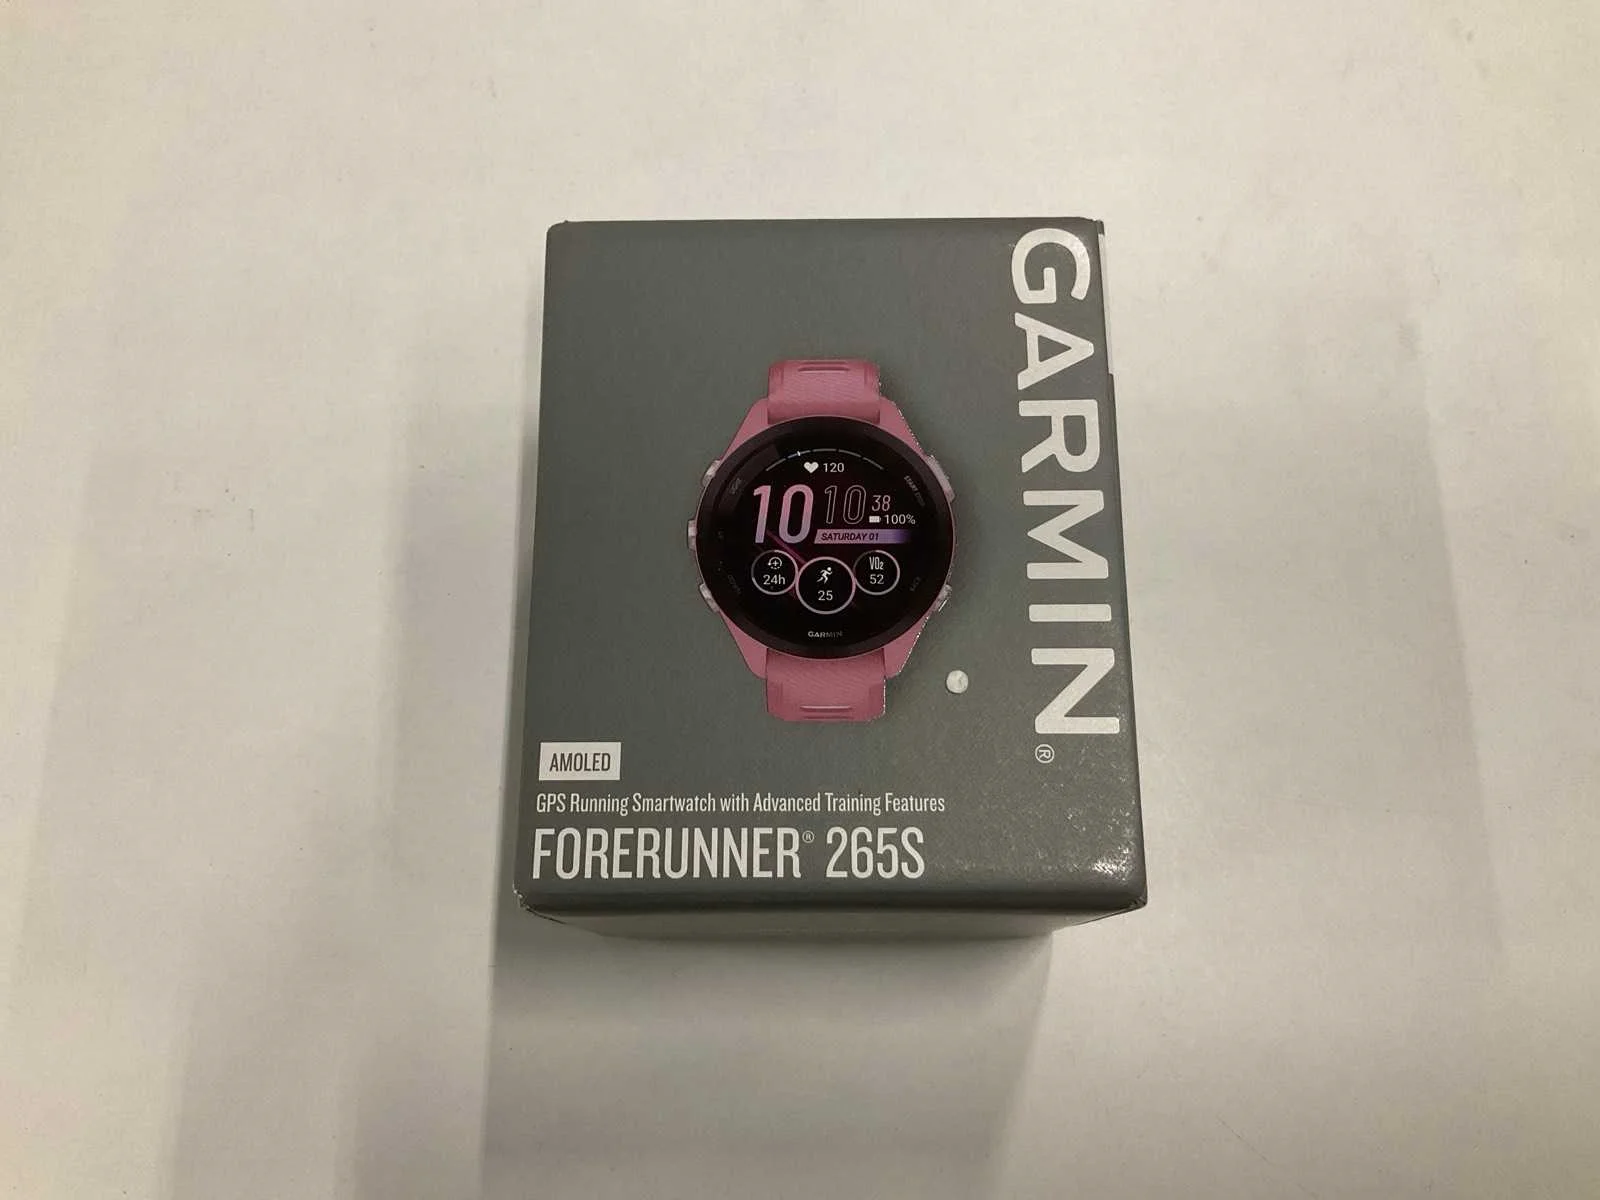 GARMIN®
120
10 10 38
100%
SATURDAY 01
24h
25
VO2
52
GARMIN
AMOLED
GPS Running Smartwatch with Advanced Training Features
FORERUNNER® 265S